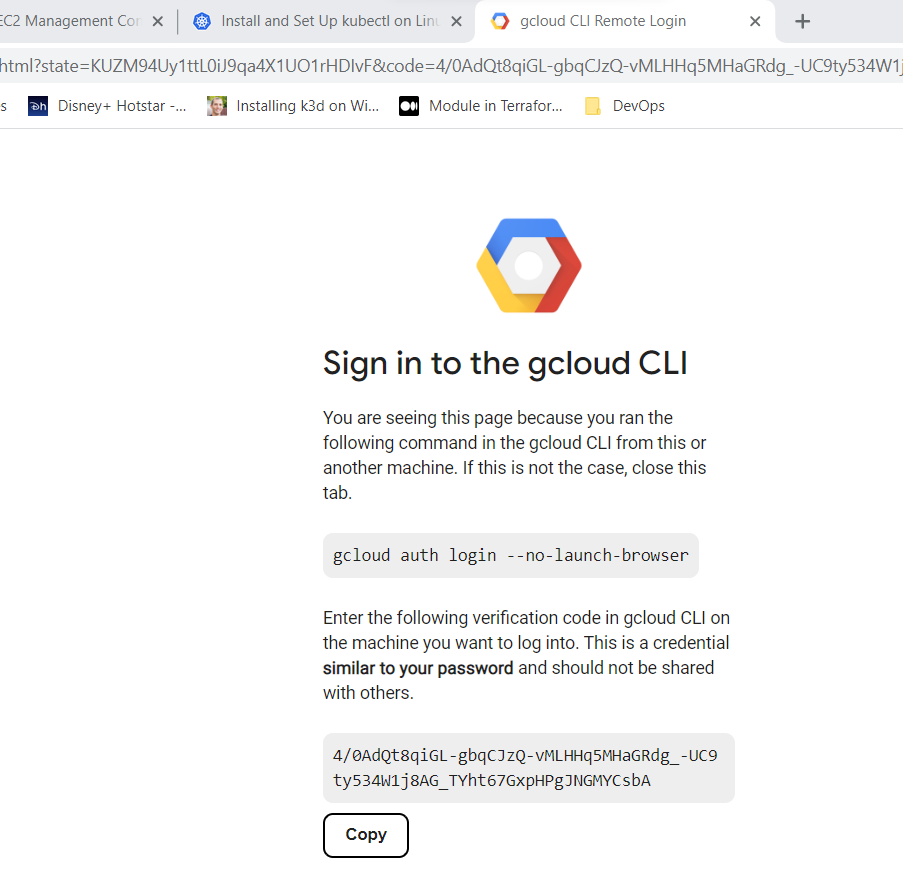 EC2 Management Con Install and Set Up kubectl on Linu gcloud CLI Remote Login
html?state=KUZM94Uy1ttL0iJ9qa4X1UO1rHDIvF&code=4/0AdQt8qiGL-gbqCJzQ-vMLHHq5MHaGRdg_-UC9ty534W1j
s Disney+ Hotstar -... Installing k3d on Wi... Module in Terrafor... DevOps
Sign in to the gcloud CLI
You are seeing this page because you ran the
following command in the gcloud CLI from this or
another machine. If this is not the case, close this
tab.
gcloud auth login --no-launch-browser
Enter the following verification code in gcloud CLI on
the machine you want to log into. This is a credential
similar to your password and should not be shared
with others.
4/0AdQt8qiGL-gbqCJzQ-vMLHHq5MHaGRdg_-UC9
ty534W1j8AG_TYht67GxpHPgJNGMYCsbA
Copy